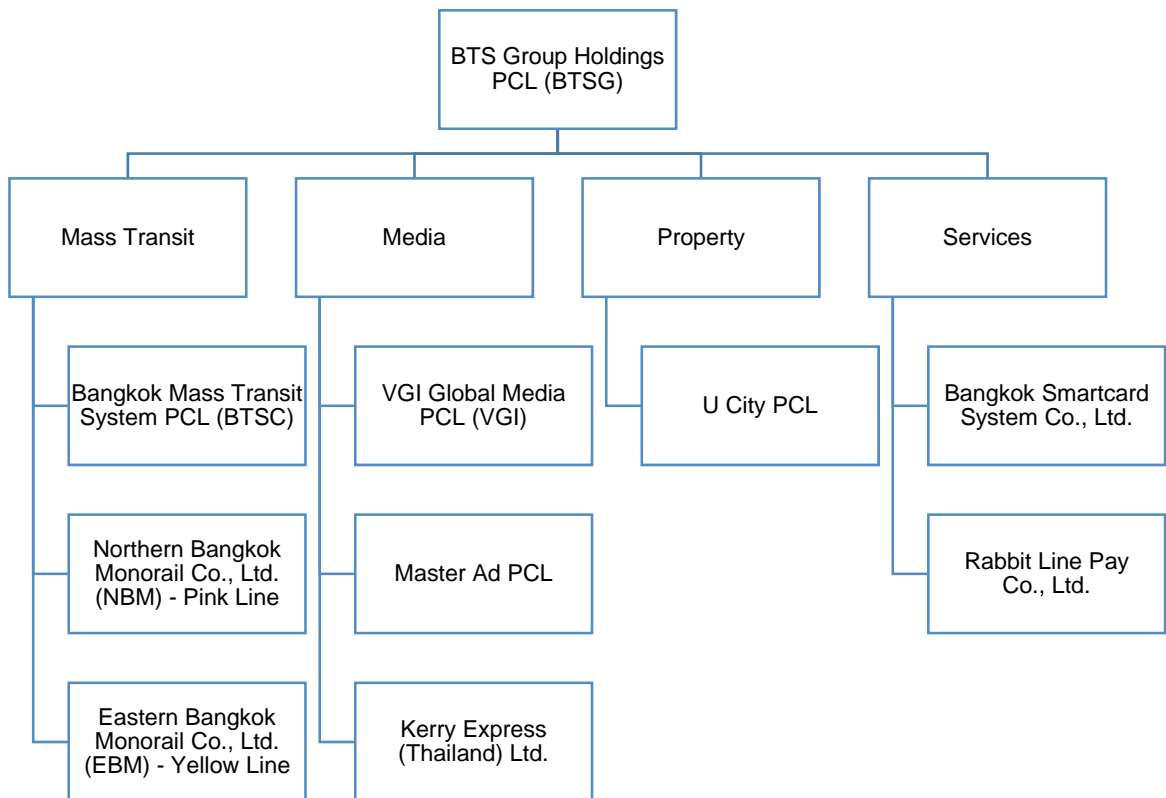 BTS Group Holdings
PCL (BTSG)
Mass Transit
Media
Property
Services
Bangkok Mass Transit
System PCL (BTSC)
VGI Global Media
PCL (VGI)
U City PCL
Bangkok Smartcard
System Co., Ltd.
Northern Bangkok
Monorail Co., Ltd.
(NBM) - Pink Line
Master Ad PCL
Rabbit Line Pay
Co., Ltd.
Eastern Bangkok
Monorail Co., Ltd.
(EBM) - Yellow Line
Kerry Express
(Thailand) Ltd.